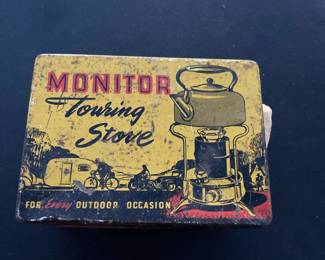 MONITOR
Touring
Stove
FOR Every OUTDOOR OCCASION